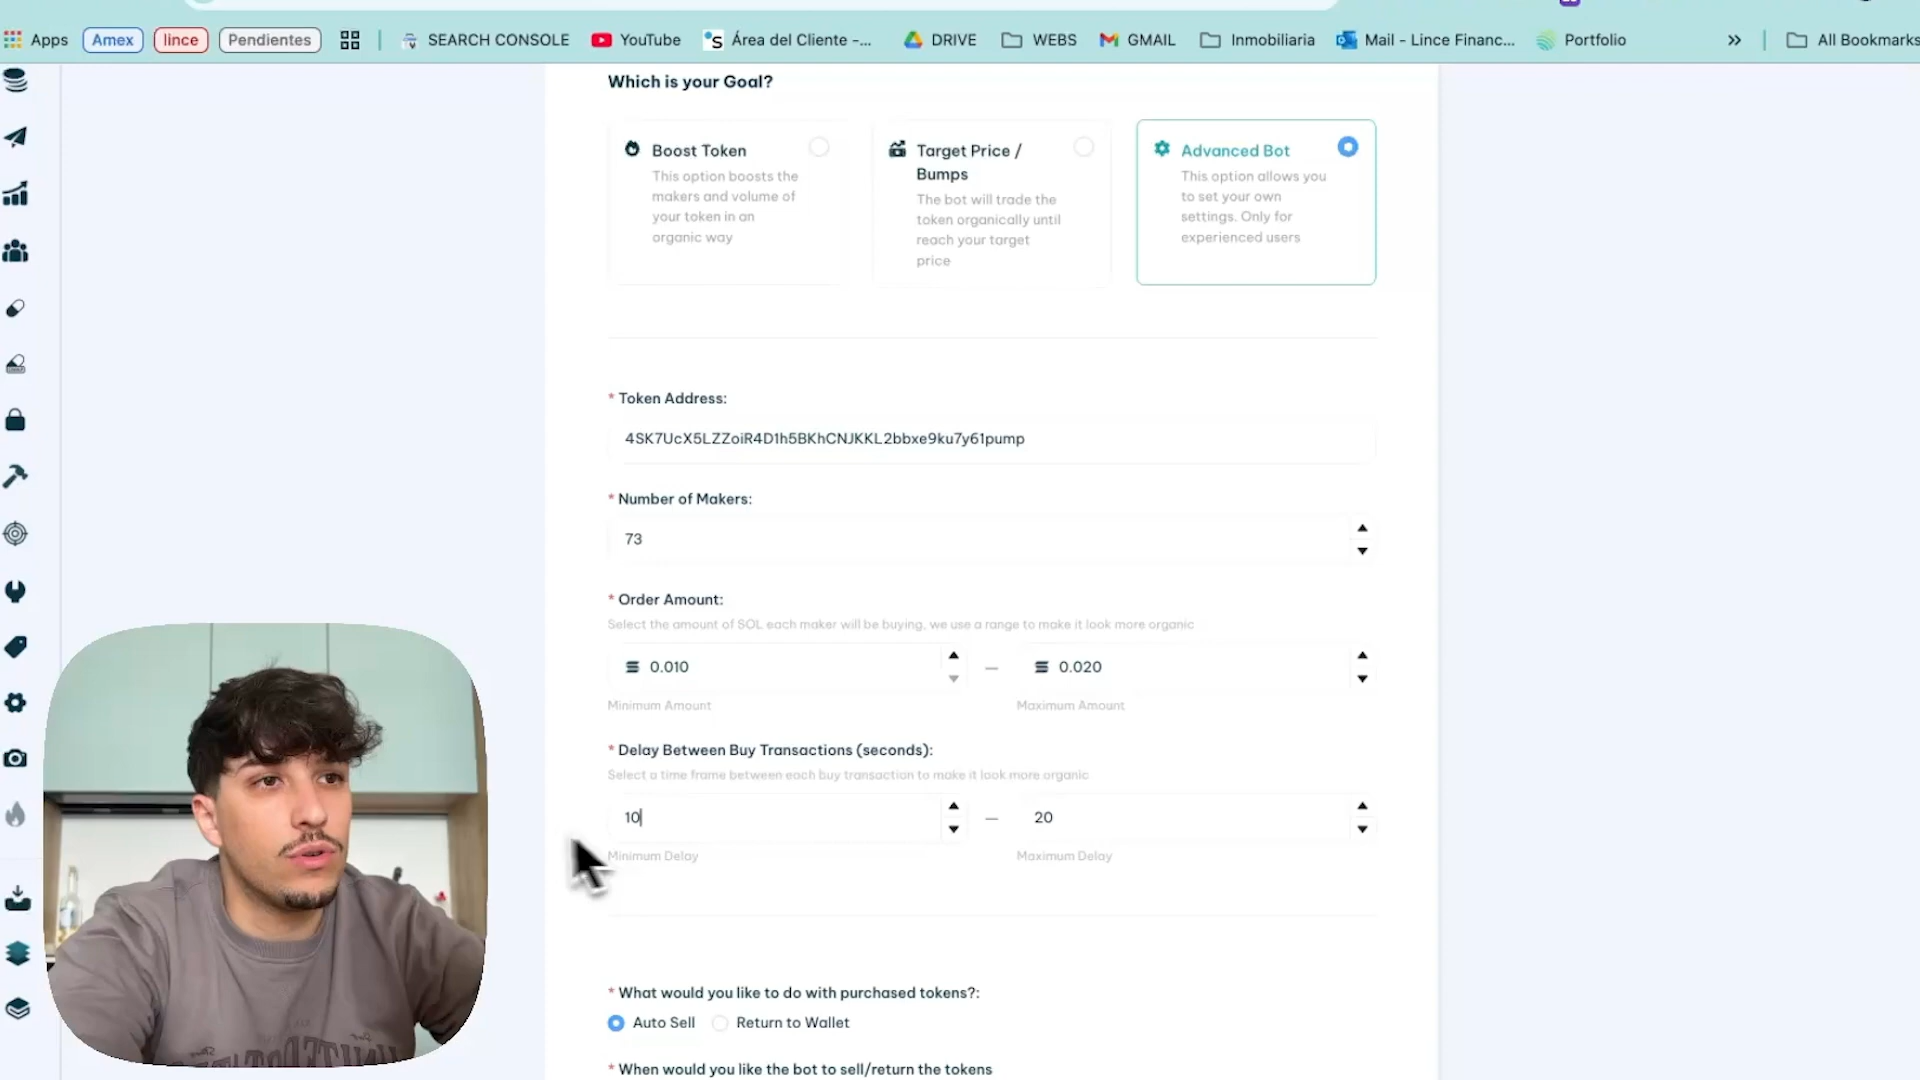 Apps Amex lince Pendientes SEARCH CONSOLE YouTube Área del Cliente -... DRIVE WEBS GMAIL Inmobiliaria Mail - Lince Financ... Portfolio » All Bookmarks
Which is your Goal?
Boost Token
This option boosts the
makers and volume of
your token in an
organic way
Target Price /
Bumps
The bot will trade the
token organically until
reach your target
price
Advanced Bot
This option allows you
to set your own
settings. Only for
experienced users
* Token Address:
4SK7UcX5LZZoiR4D1h5BKhCNJKKL2bbxe9ku7y61pump
* Number of Makers:
73
* Order Amount:
Select the amount of SOL each maker will be buying, we use a range to make it look more organic
0.010 — 0.020
Minimum Amount Maximum Amount
* Delay Between Buy Transactions (seconds):
Select a time frame between each buy transaction to make it look more organic
10 — 20
Minimum Delay Maximum Delay
* What would you like to do with purchased tokens?:
Auto Sell Return to Wallet
* When would you like the bot to sell/return the tokens